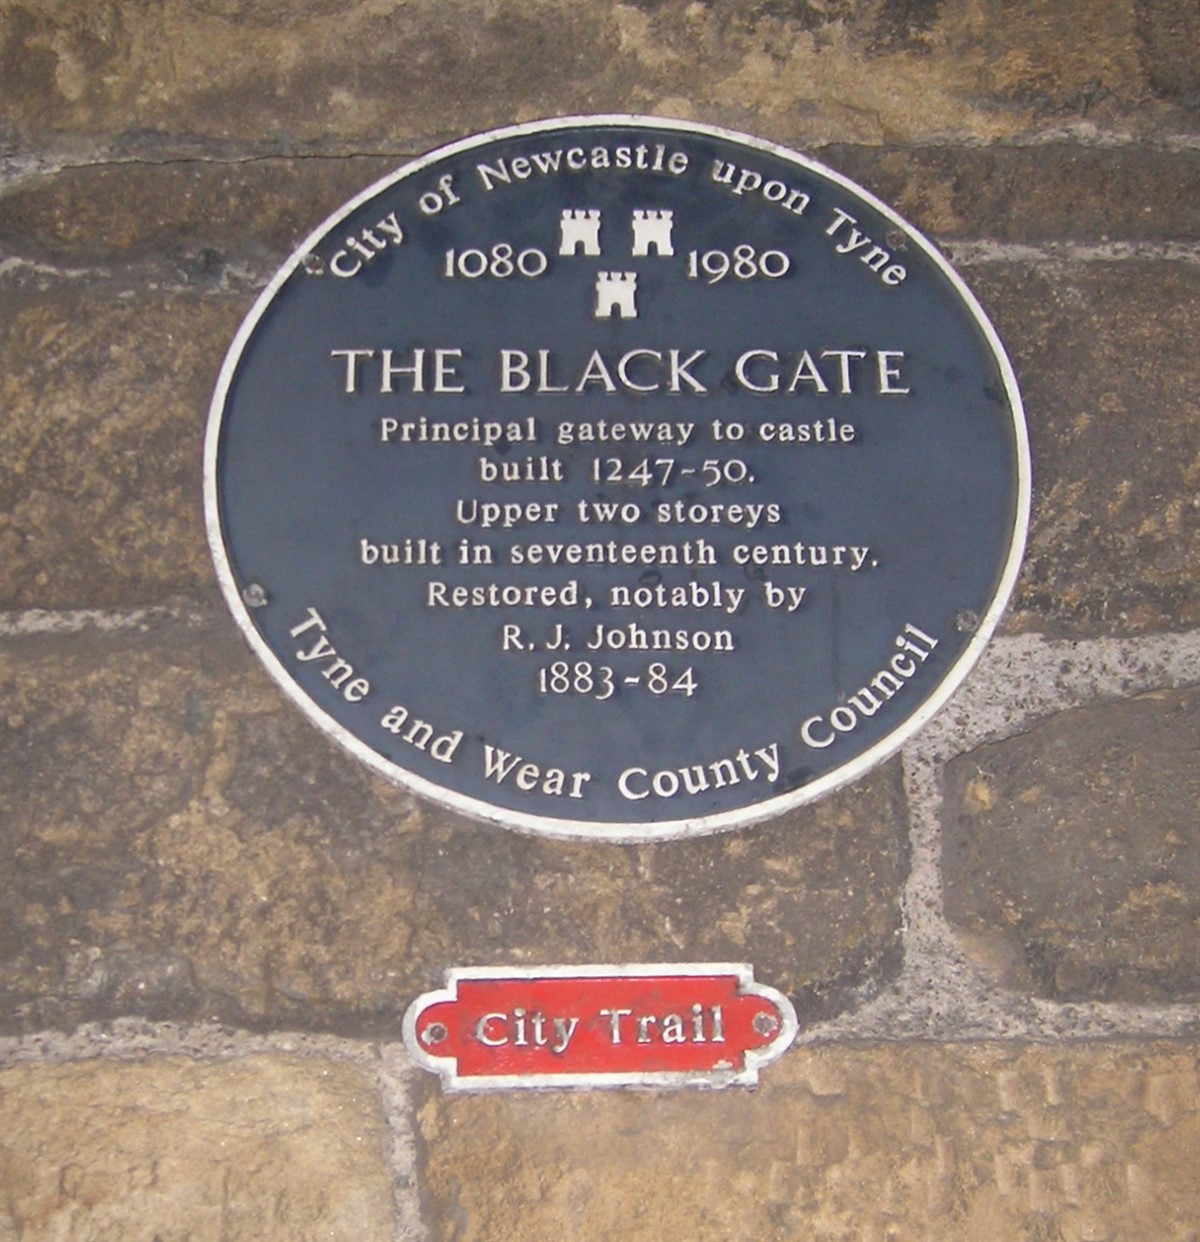 City of Newcastle upon Tyne
1080 1980
THE BLACK GATE
Principal gateway to castle
built 1247-50.
Upper two storeys
built in seventeenth century.
Restored, notably by
R. J. Johnson
1883-84
Tyne and Wear County Council
City Trail